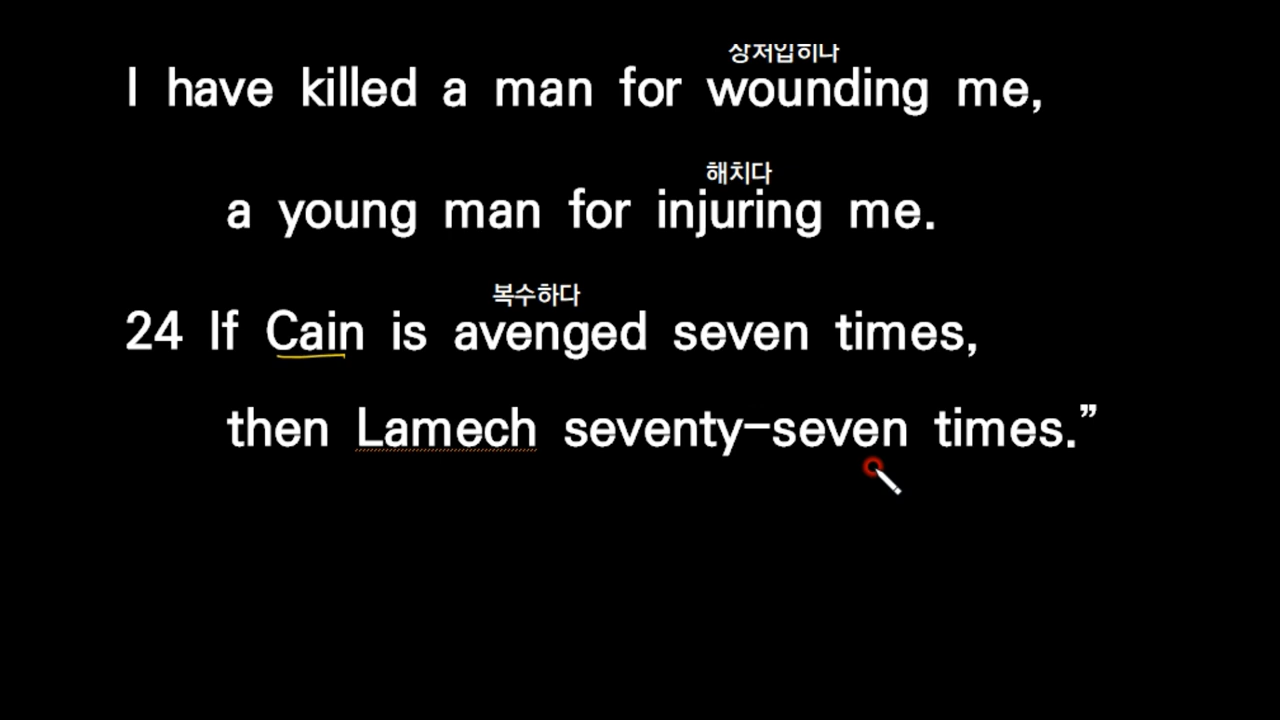 상처입히다
I have killed a man for wounding me,
해치다
a young man for injuring me.
복수하다
24 If Cain is avenged seven times,
then Lamech seventy-seven times.”